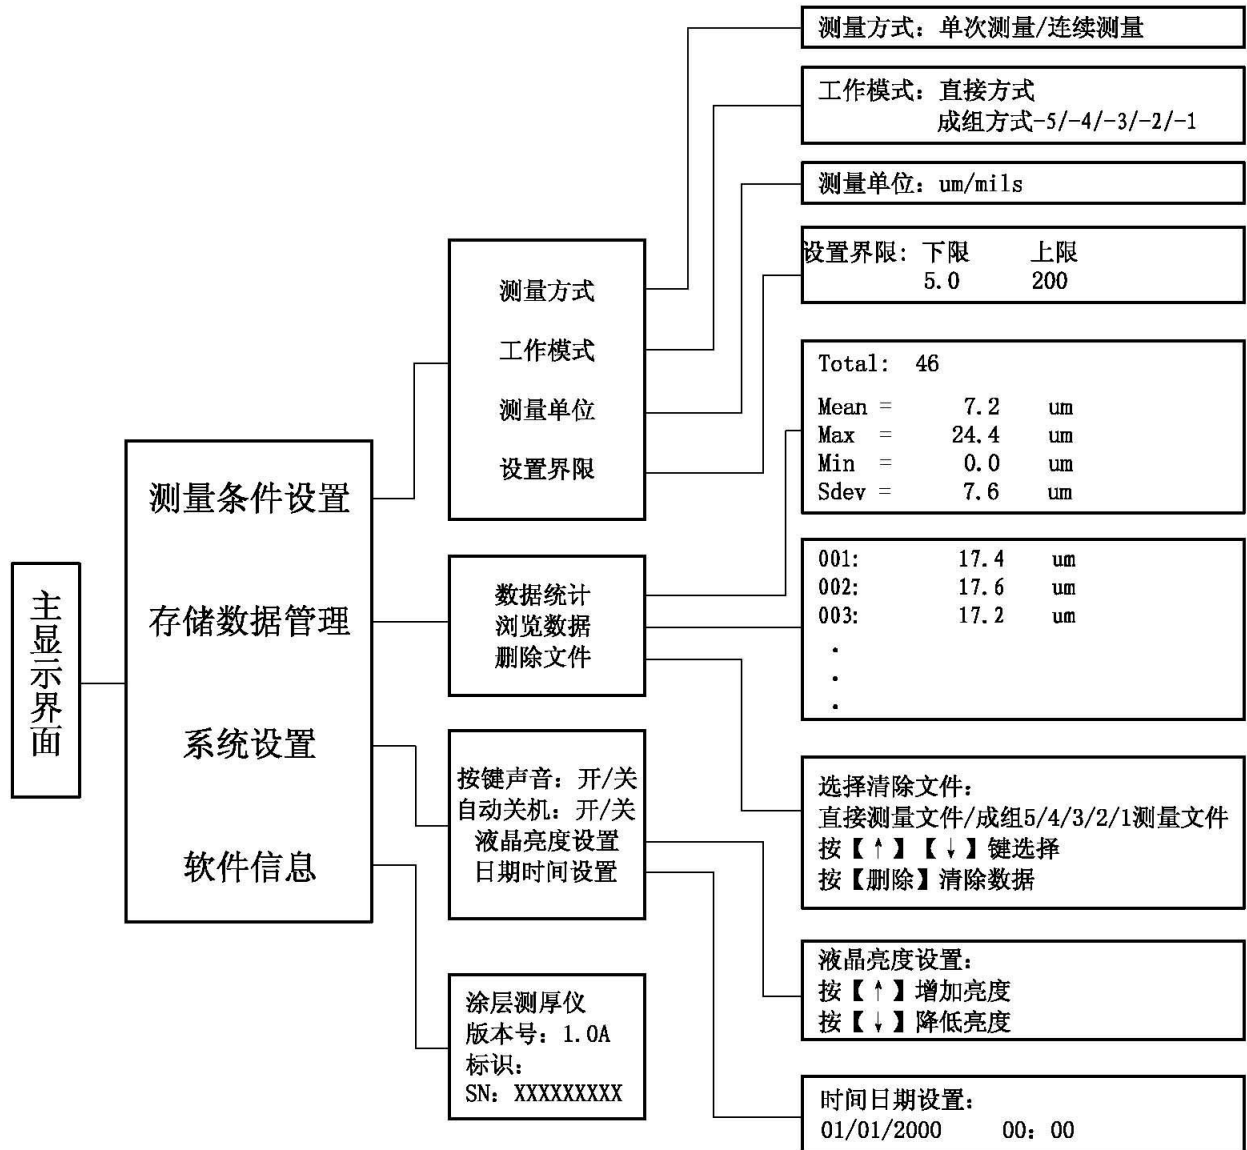 主显示界面
测量条件设置
存储数据管理
系统设置
软件信息
测量方式
工作模式
测量单位
设置界限
数据统计
浏览数据
删除文件
按键声音：开/关
自动关机：开/关
液晶亮度设置
日期时间设置
涂层测厚仪
版本号：1.0A
标识：
SN：XXXXXXXXX
测量方式：单次测量/连续测量
工作模式：直接方式
成组方式-5/-4/-3/-2/-1
测量单位：um/mils
设置界限：下限 上限
5.0 200
Total: 46
Mean = 7.2 um
Max = 24.4 um
Min = 0.0 um
Sdev = 7.6 um
001: 17.4 um
002: 17.6 um
003: 17.2 um
.
.
.
选择清除文件：
直接测量文件/成组5/4/3/2/1测量文件
按【↑】【↓】键选择
按【删除】清除数据
液晶亮度设置：
按【↑】增加亮度
按【↓】降低亮度
时间日期设置：
01/01/2000 00：00